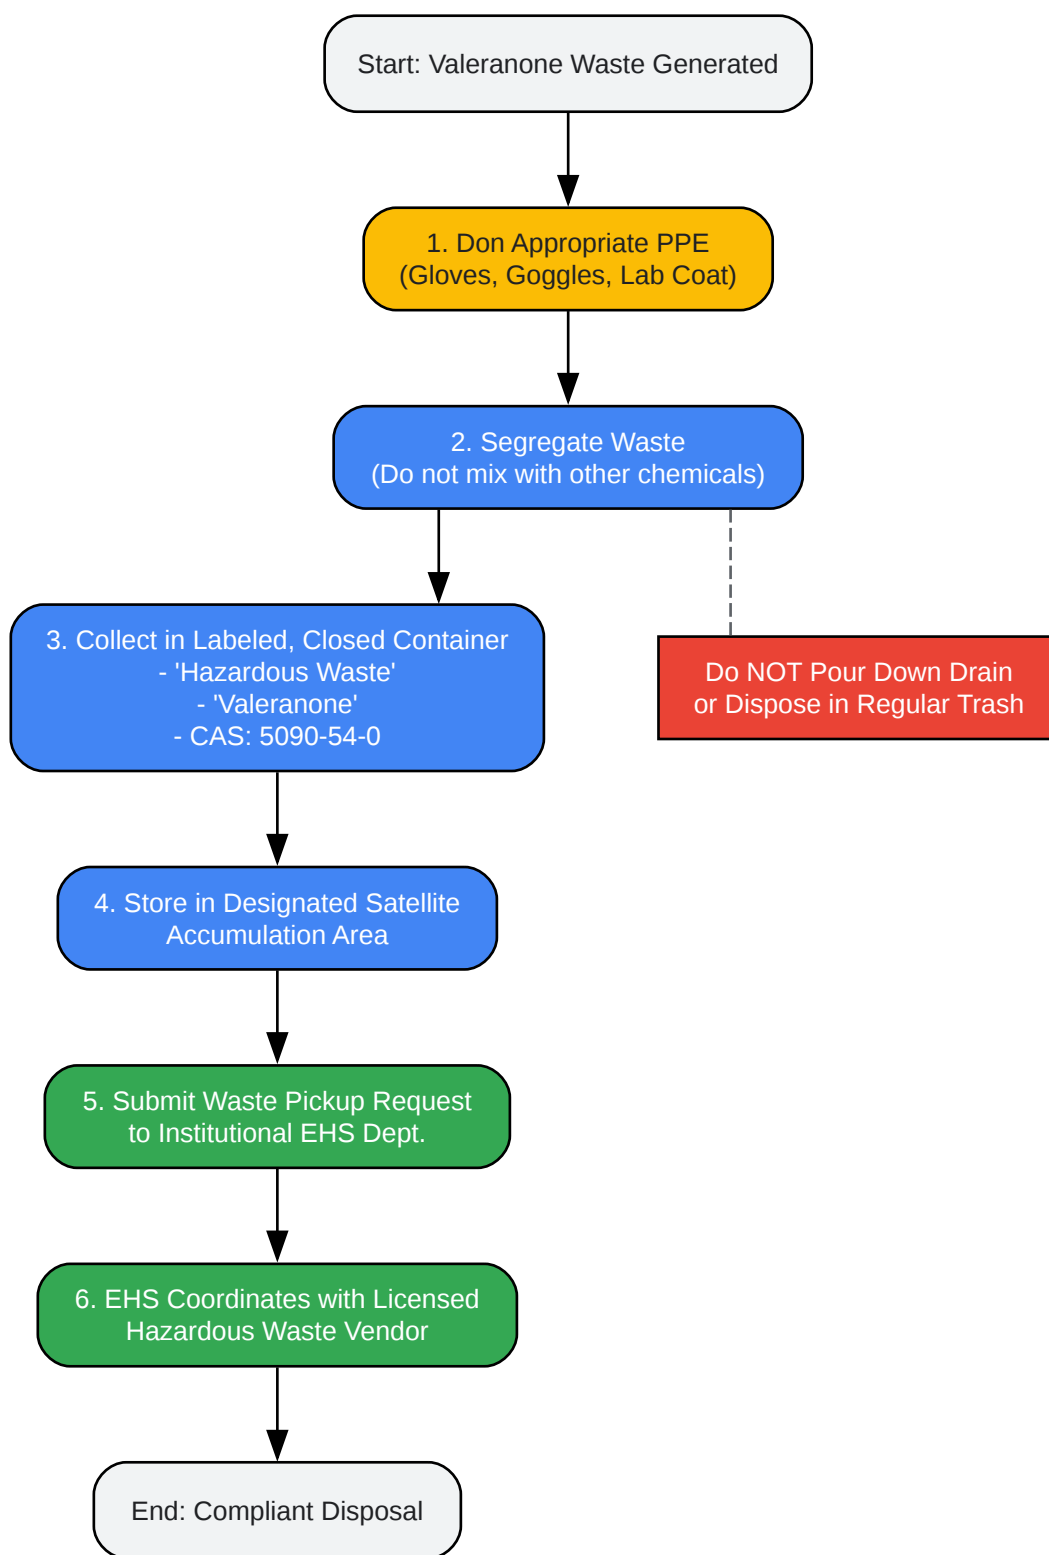 Start: Valeranone Waste Generated
1. Don Appropriate PPE
(Gloves, Goggles, Lab Coat)
2. Segregate Waste
(Do not mix with other chemicals)
3. Collect in Labeled, Closed Container
- 'Hazardous Waste'
- 'Valeranone'
- CAS: 5090-54-0
Do NOT Pour Down Drain
or Dispose in Regular Trash
4. Store in Designated Satellite
Accumulation Area
5. Submit Waste Pickup Request
to Institutional EHS Dept.
6. EHS Coordinates with Licensed
Hazardous Waste Vendor
End: Compliant Disposal